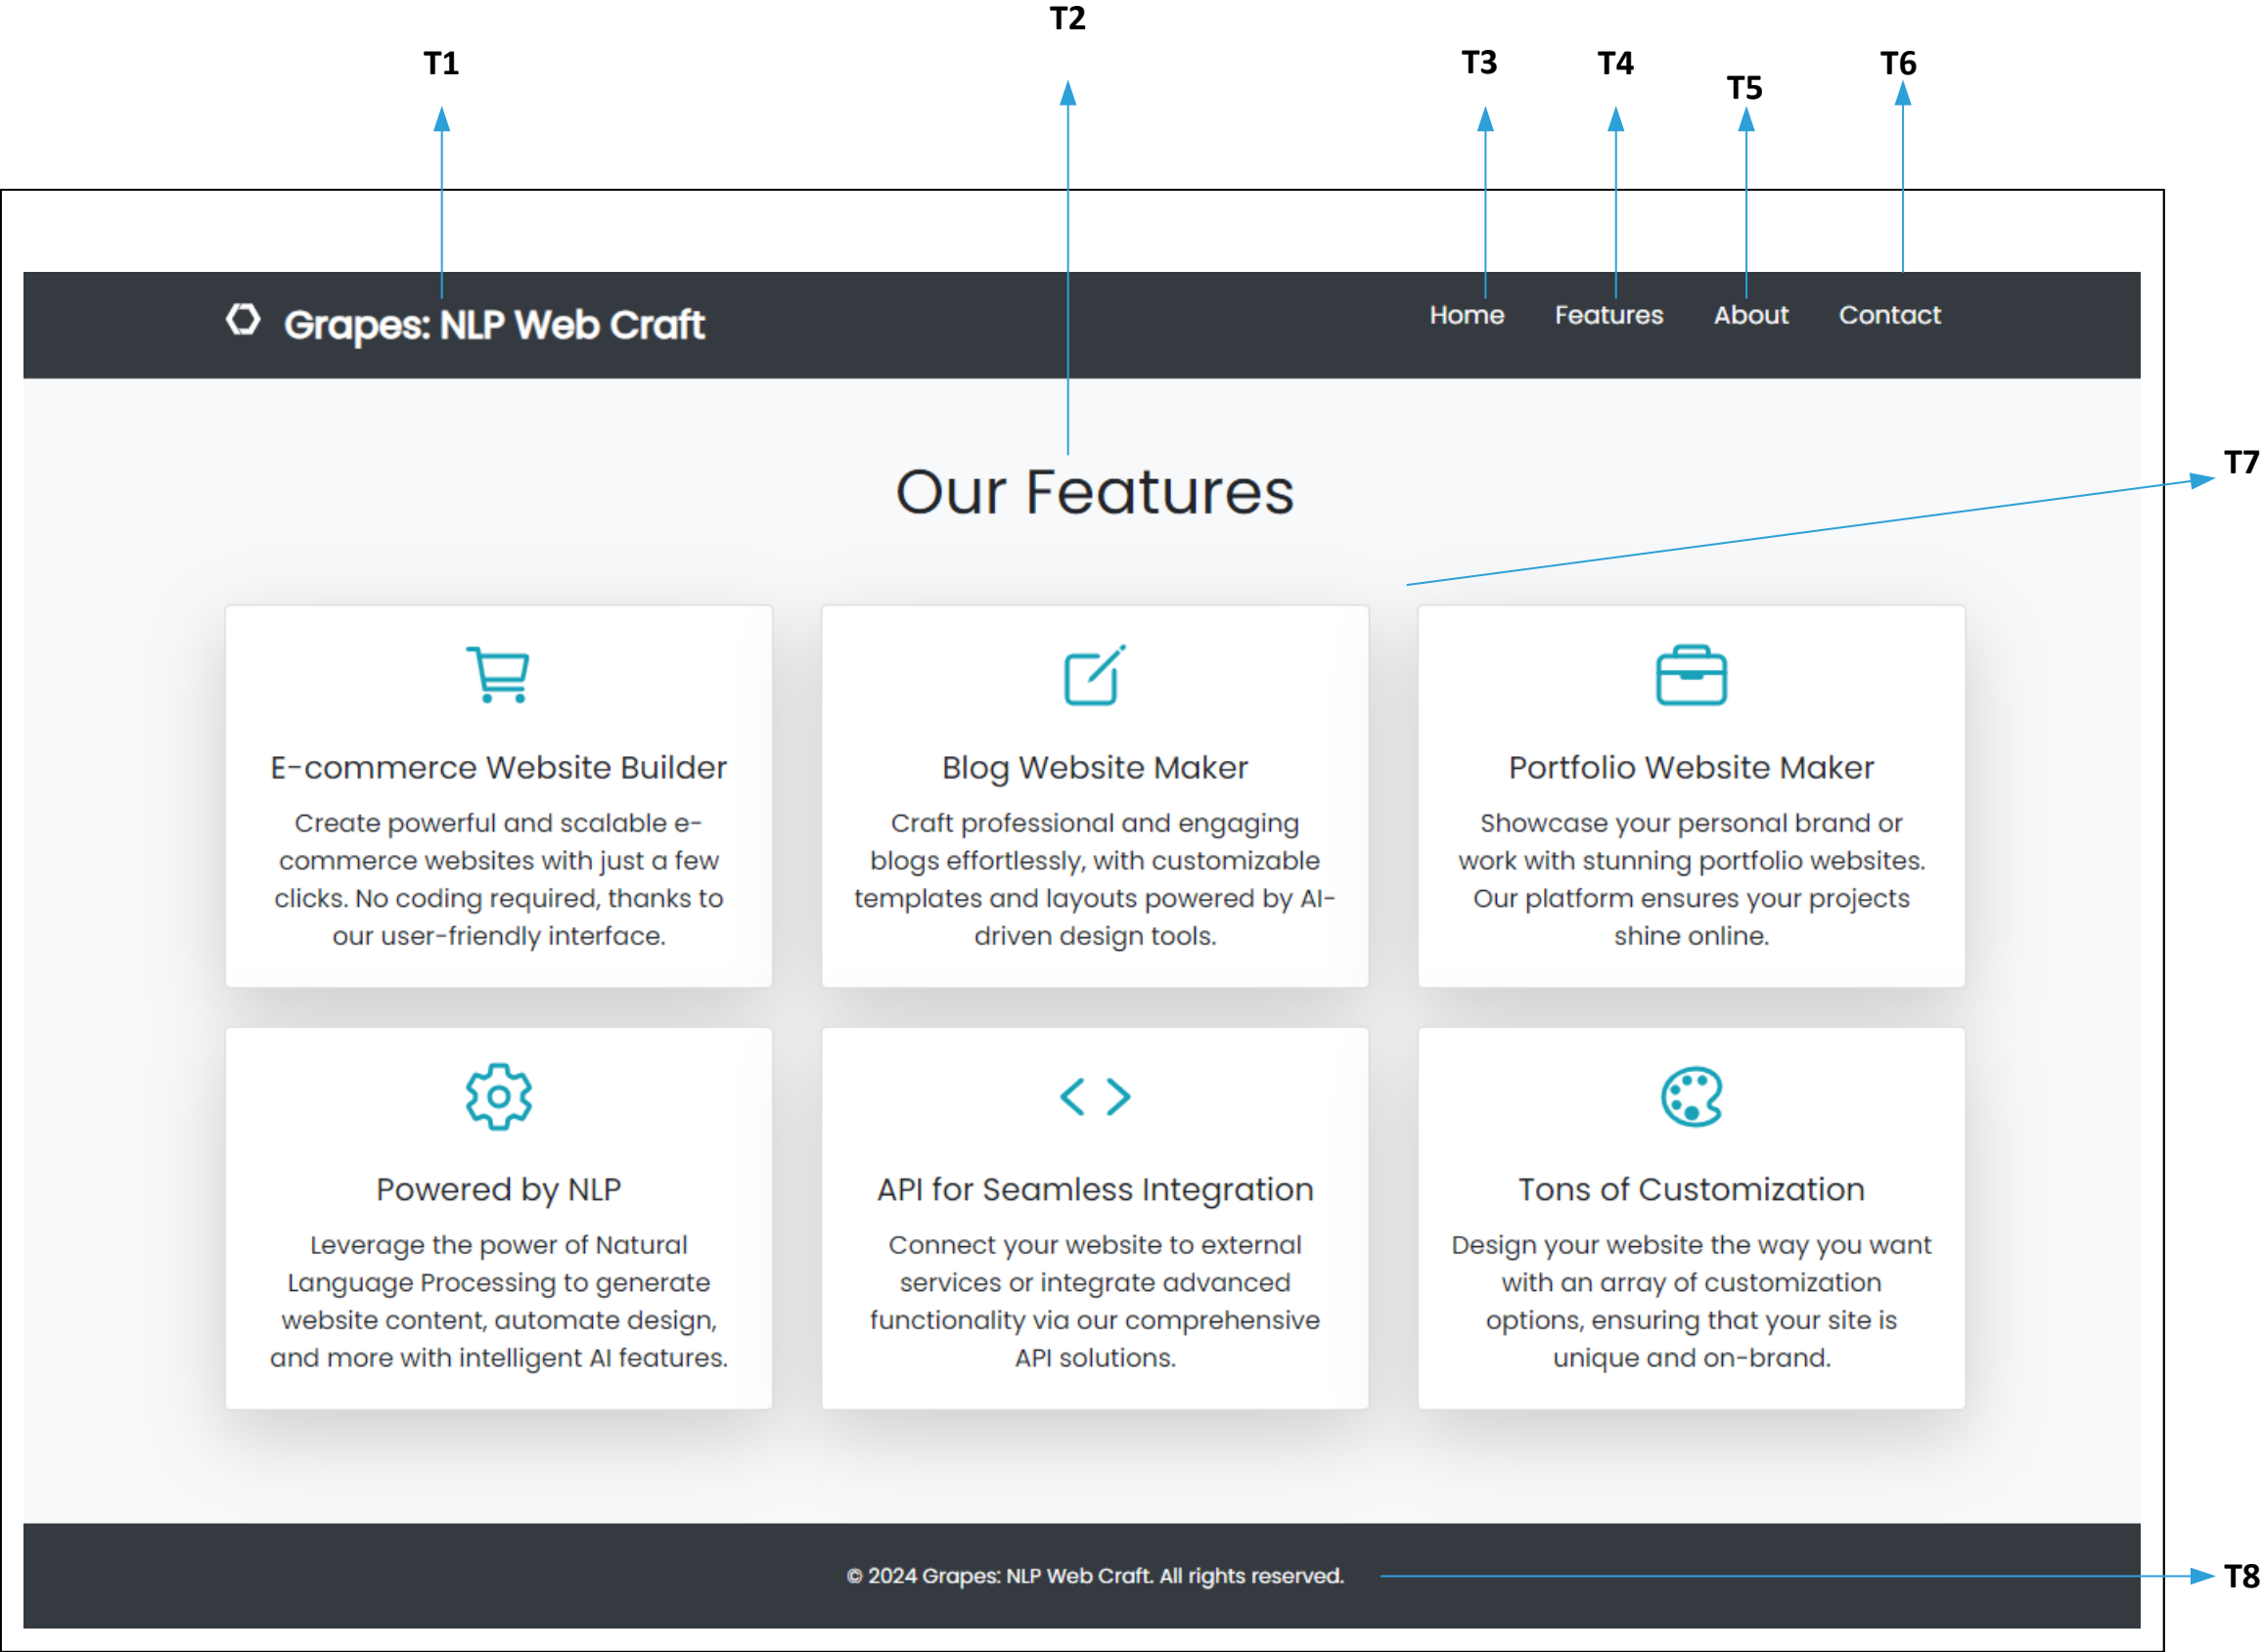 T2
T1
T3
T4
T5
T6
Grapes: NLP Web Craft
Home
Features
About
Contact
T7
Our Features
E-commerce Website Builder
Create powerful and scalable e-
commerce websites with just a few
clicks. No coding required, thanks to
our user-friendly interface.
Blog Website Maker
Craft professional and engaging
blogs effortlessly, with customizable
templates and layouts powered by AI-
driven design tools.
Portfolio Website Maker
Showcase your personal brand or
work with stunning portfolio websites.
Our platform ensures your projects
shine online.
Powered by NLP
Leverage the power of Natural
Language Processing to generate
website content, automate design,
and more with intelligent AI features.
API for Seamless Integration
Connect your website to external
services or integrate advanced
functionality via our comprehensive
API solutions.
Tons of Customization
Design your website the way you want
with an array of customization
options, ensuring that your site is
unique and on-brand.
© 2024 Grapes: NLP Web Craft. All rights reserved.
T8